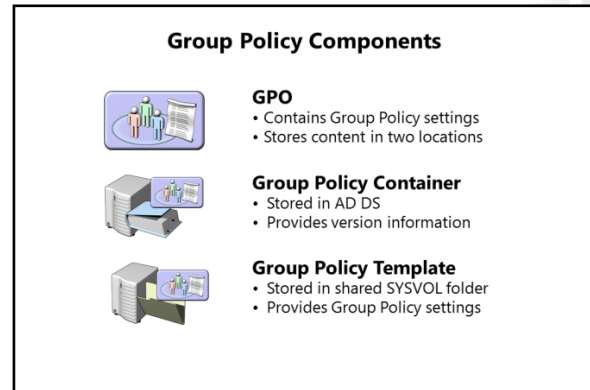 Group Policy Components
GPO
• Contains Group Policy settings
• Stores content in two locations
Group Policy Container
• Stored in AD DS
• Provides version information
Group Policy Template
• Stored in shared SYSVOL folder
• Provides Group Policy settings